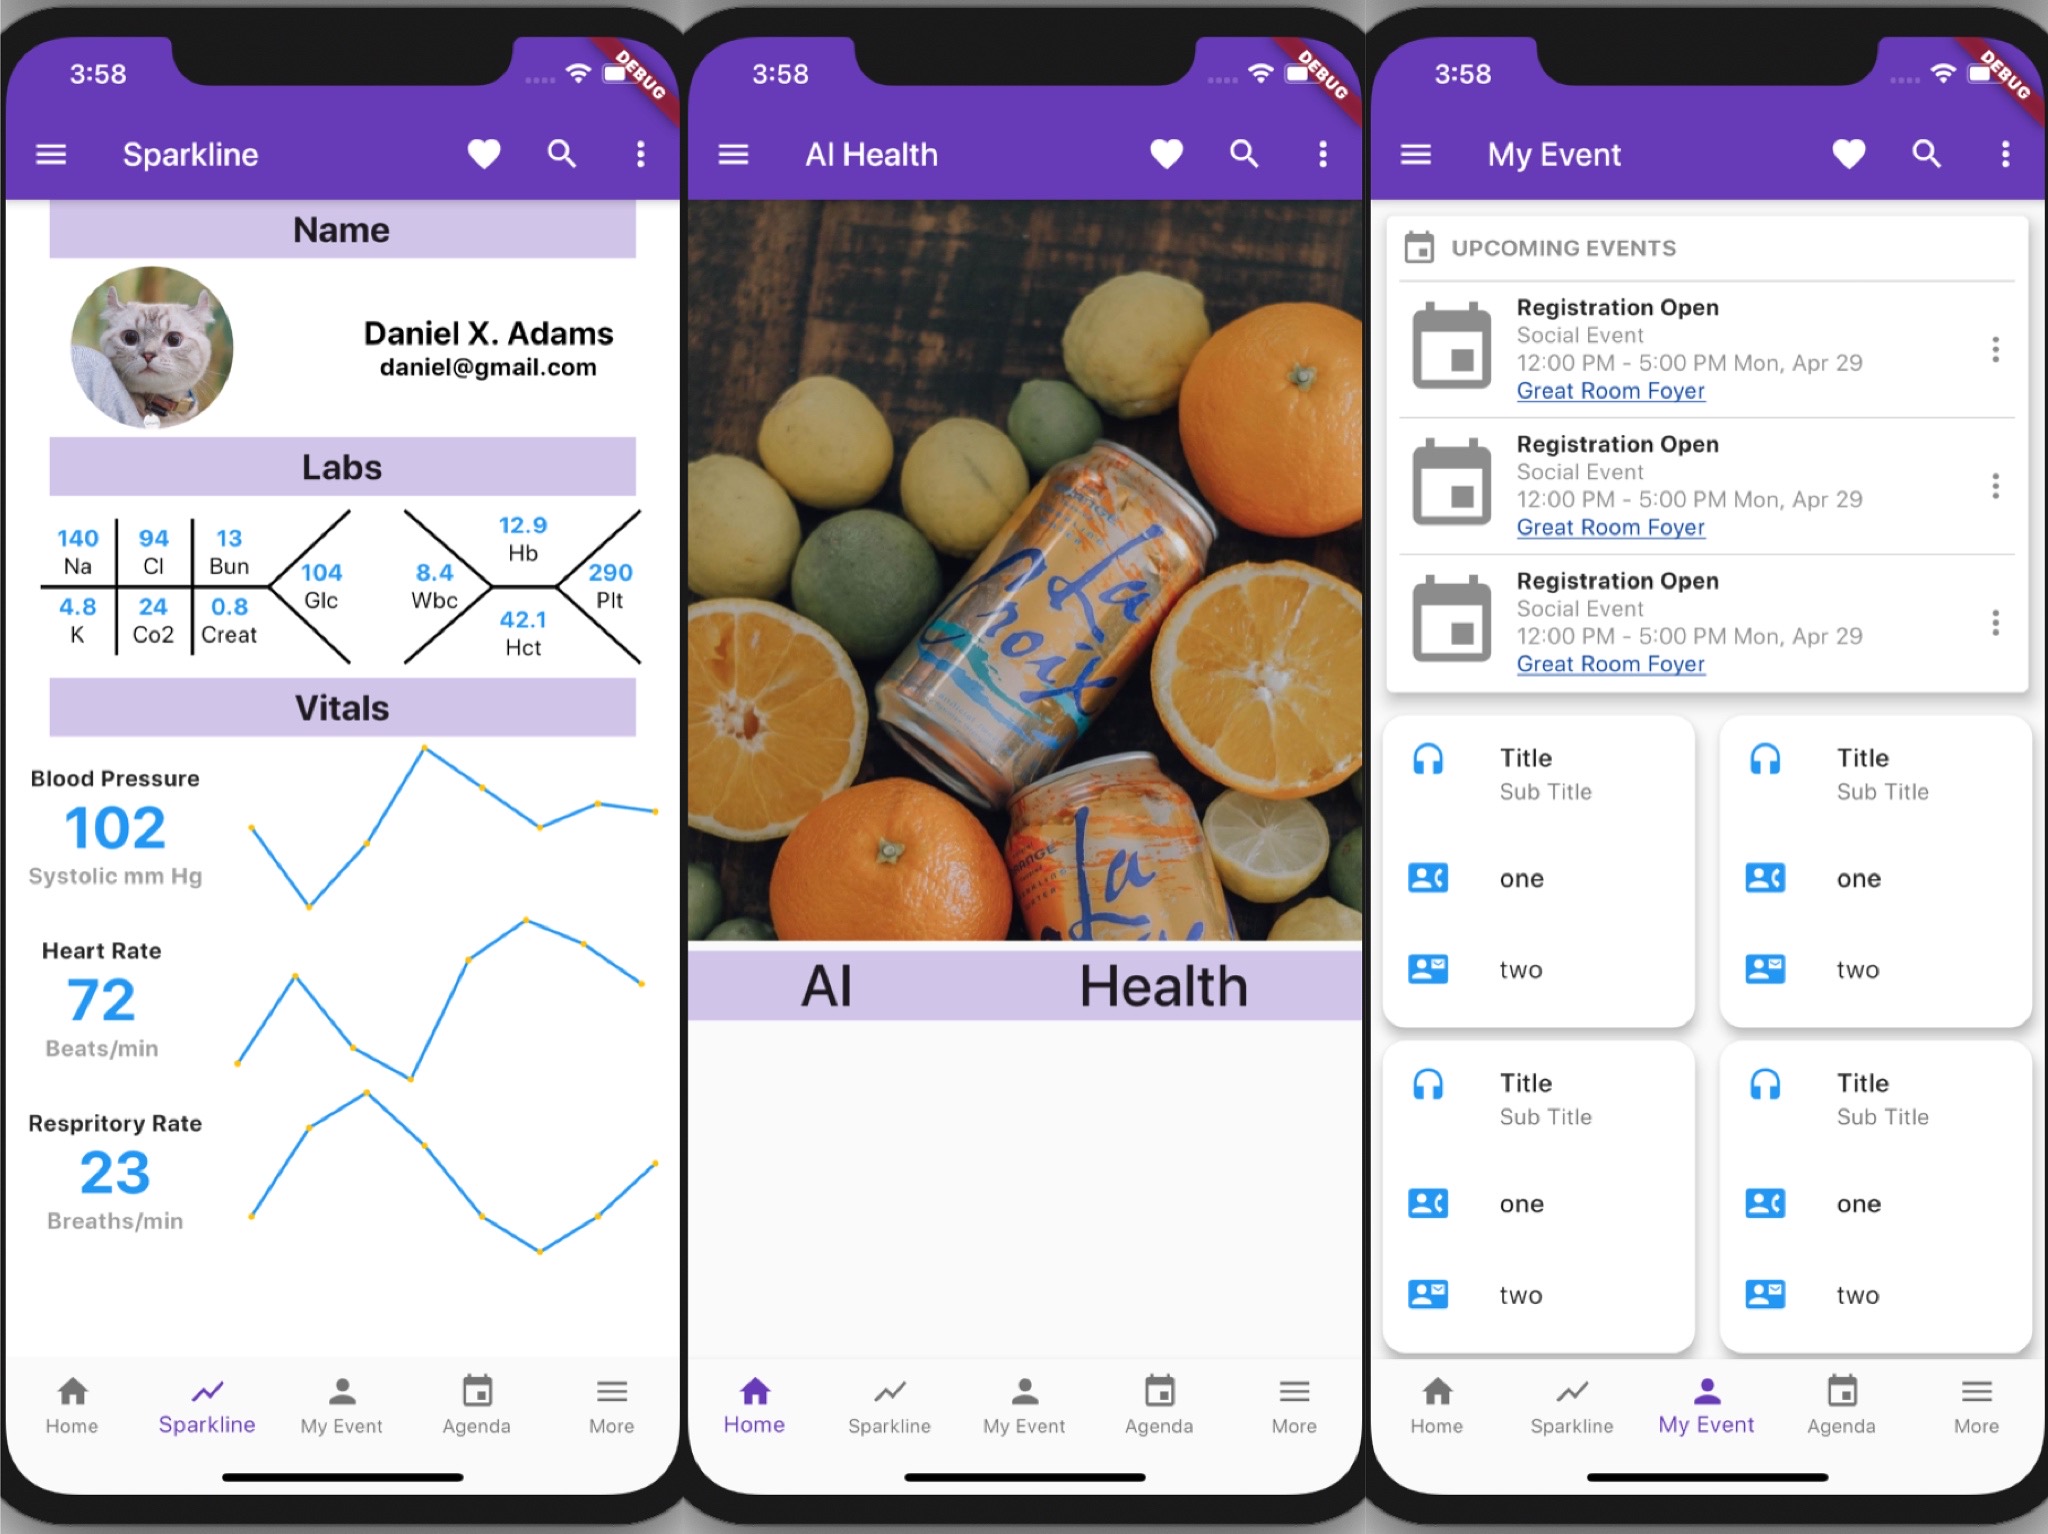 3:58
DEBUG
Sparkline
Name
Daniel X. Adams
daniel@gmail.com
Labs
140
Na
94
Cl
13
Bun
104
Glc
4.8
K
24
Co2
0.8
Creat
12.9
Hb
8.4
Wbc
290
Plt
42.1
Hct
Vitals
Blood Pressure
102
Systolic mm Hg
Heart Rate
72
Beats/min
Respritory Rate
23
Breaths/min
Home
Sparkline
My Event
Agenda
More
3:58
DEBUG
AI Health
La
Croix
La
AI Health
Home
Sparkline
My Event
Agenda
More
3:58
DEBUG
My Event
UPCOMING EVENTS
Registration Open
Social Event
12:00 PM - 5:00 PM Mon, Apr 29
Great Room Foyer
Registration Open
Social Event
12:00 PM - 5:00 PM Mon, Apr 29
Great Room Foyer
Registration Open
Social Event
12:00 PM - 5:00 PM Mon, Apr 29
Great Room Foyer
Title
Sub Title
one
two
Title
Sub Title
one
two
Title
Sub Title
one
two
Title
Sub Title
one
two
Home
Sparkline
My Event
Agenda
More